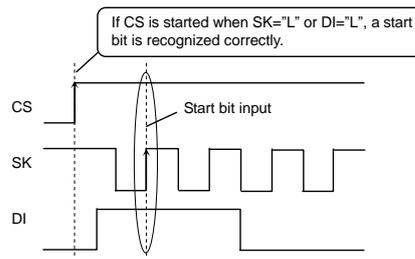 If CS is started when SK=”L” or DI=”L”, a start
bit is recognized correctly.
CS
Start bit input
SK
DI